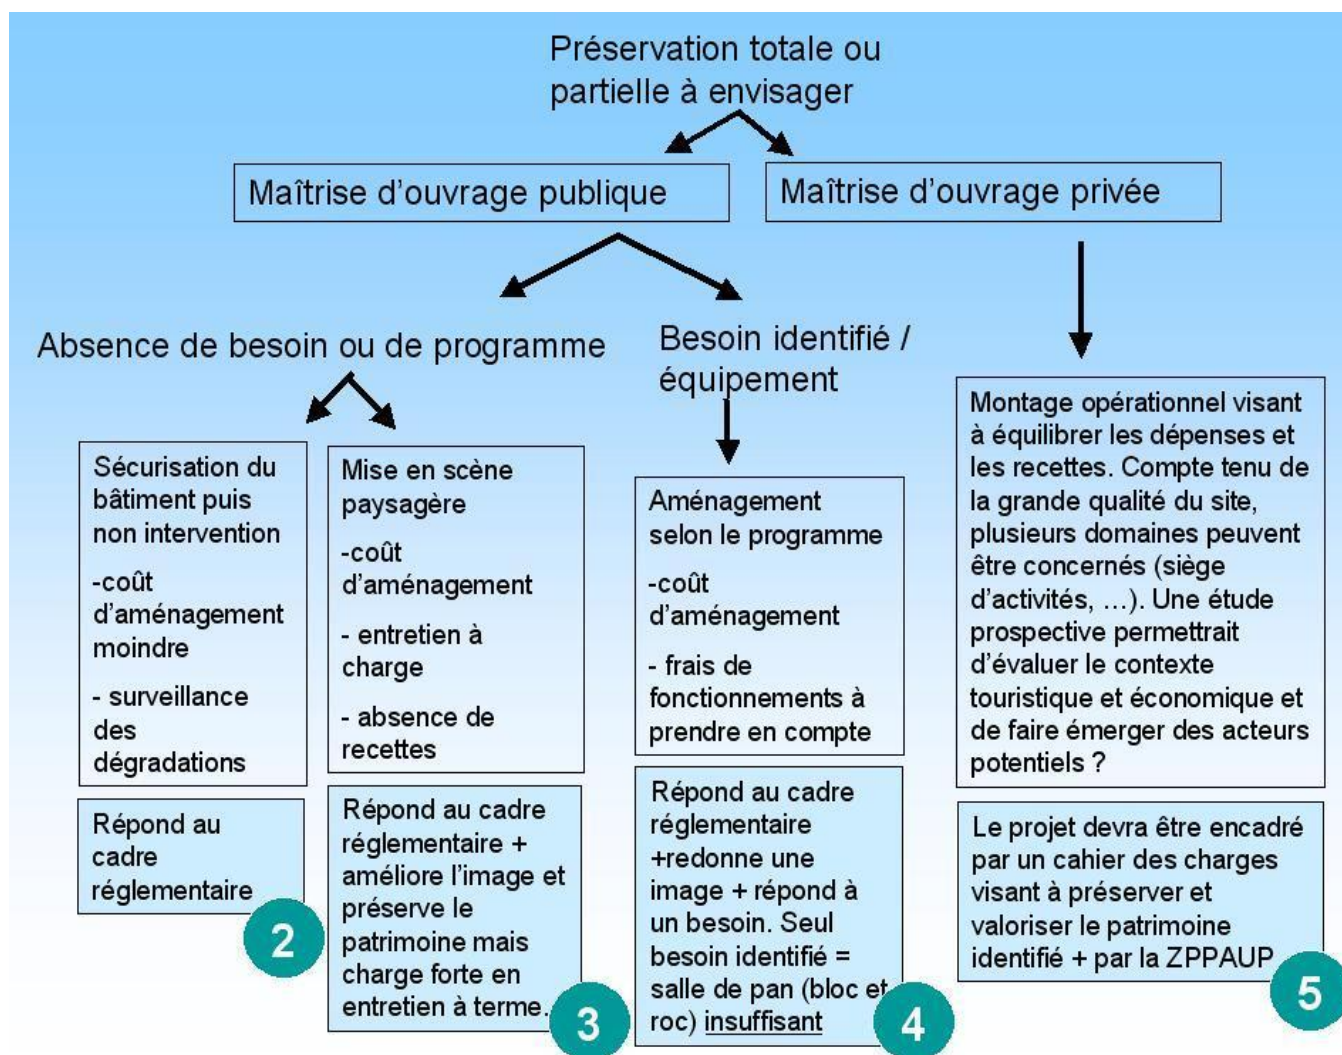 Préservation totale ou
partielle à envisager
Maîtrise d'ouvrage publique
Maîtrise d'ouvrage privée
Absence de besoin ou de programme
Besoin identifié /
équipement
Sécurisation du
bâtiment puis
non intervention
-coût
d'aménagement
moindre
- surveillance
des
dégradations
Répond au
cadre
réglementaire
2
Mise en scène
paysagère
-coût
d'aménagement
- entretien à
charge
- absence de
recettes
Répond au cadre
réglementaire +
améliore l'image et
préserve le
patrimoine mais
charge forte en
entretien à terme.
3
Aménagement
selon le programme
-coût
d'aménagement
- frais de
fonctionnements à
prendre en compte
Répond au cadre
réglementaire
+redonne une
image + répond à
un besoin. Seul
besoin identifié =
salle de pan (bloc et
roc) insuffisant
4
Montage opérationnel visant
à équilibrer les dépenses et
les recettes. Compte tenu de
la grande qualité du site,
plusieurs domaines peuvent
être concernés (siège
d'activités, ...). Une étude
prospective permettrait
d'évaluer le contexte
touristique et économique et
de faire émerger des acteurs
potentiels ?
Le projet devra être encadré
par un cahier des charges
visant à préserver et
valoriser le patrimoine
identifié + par la ZPPAUP
5